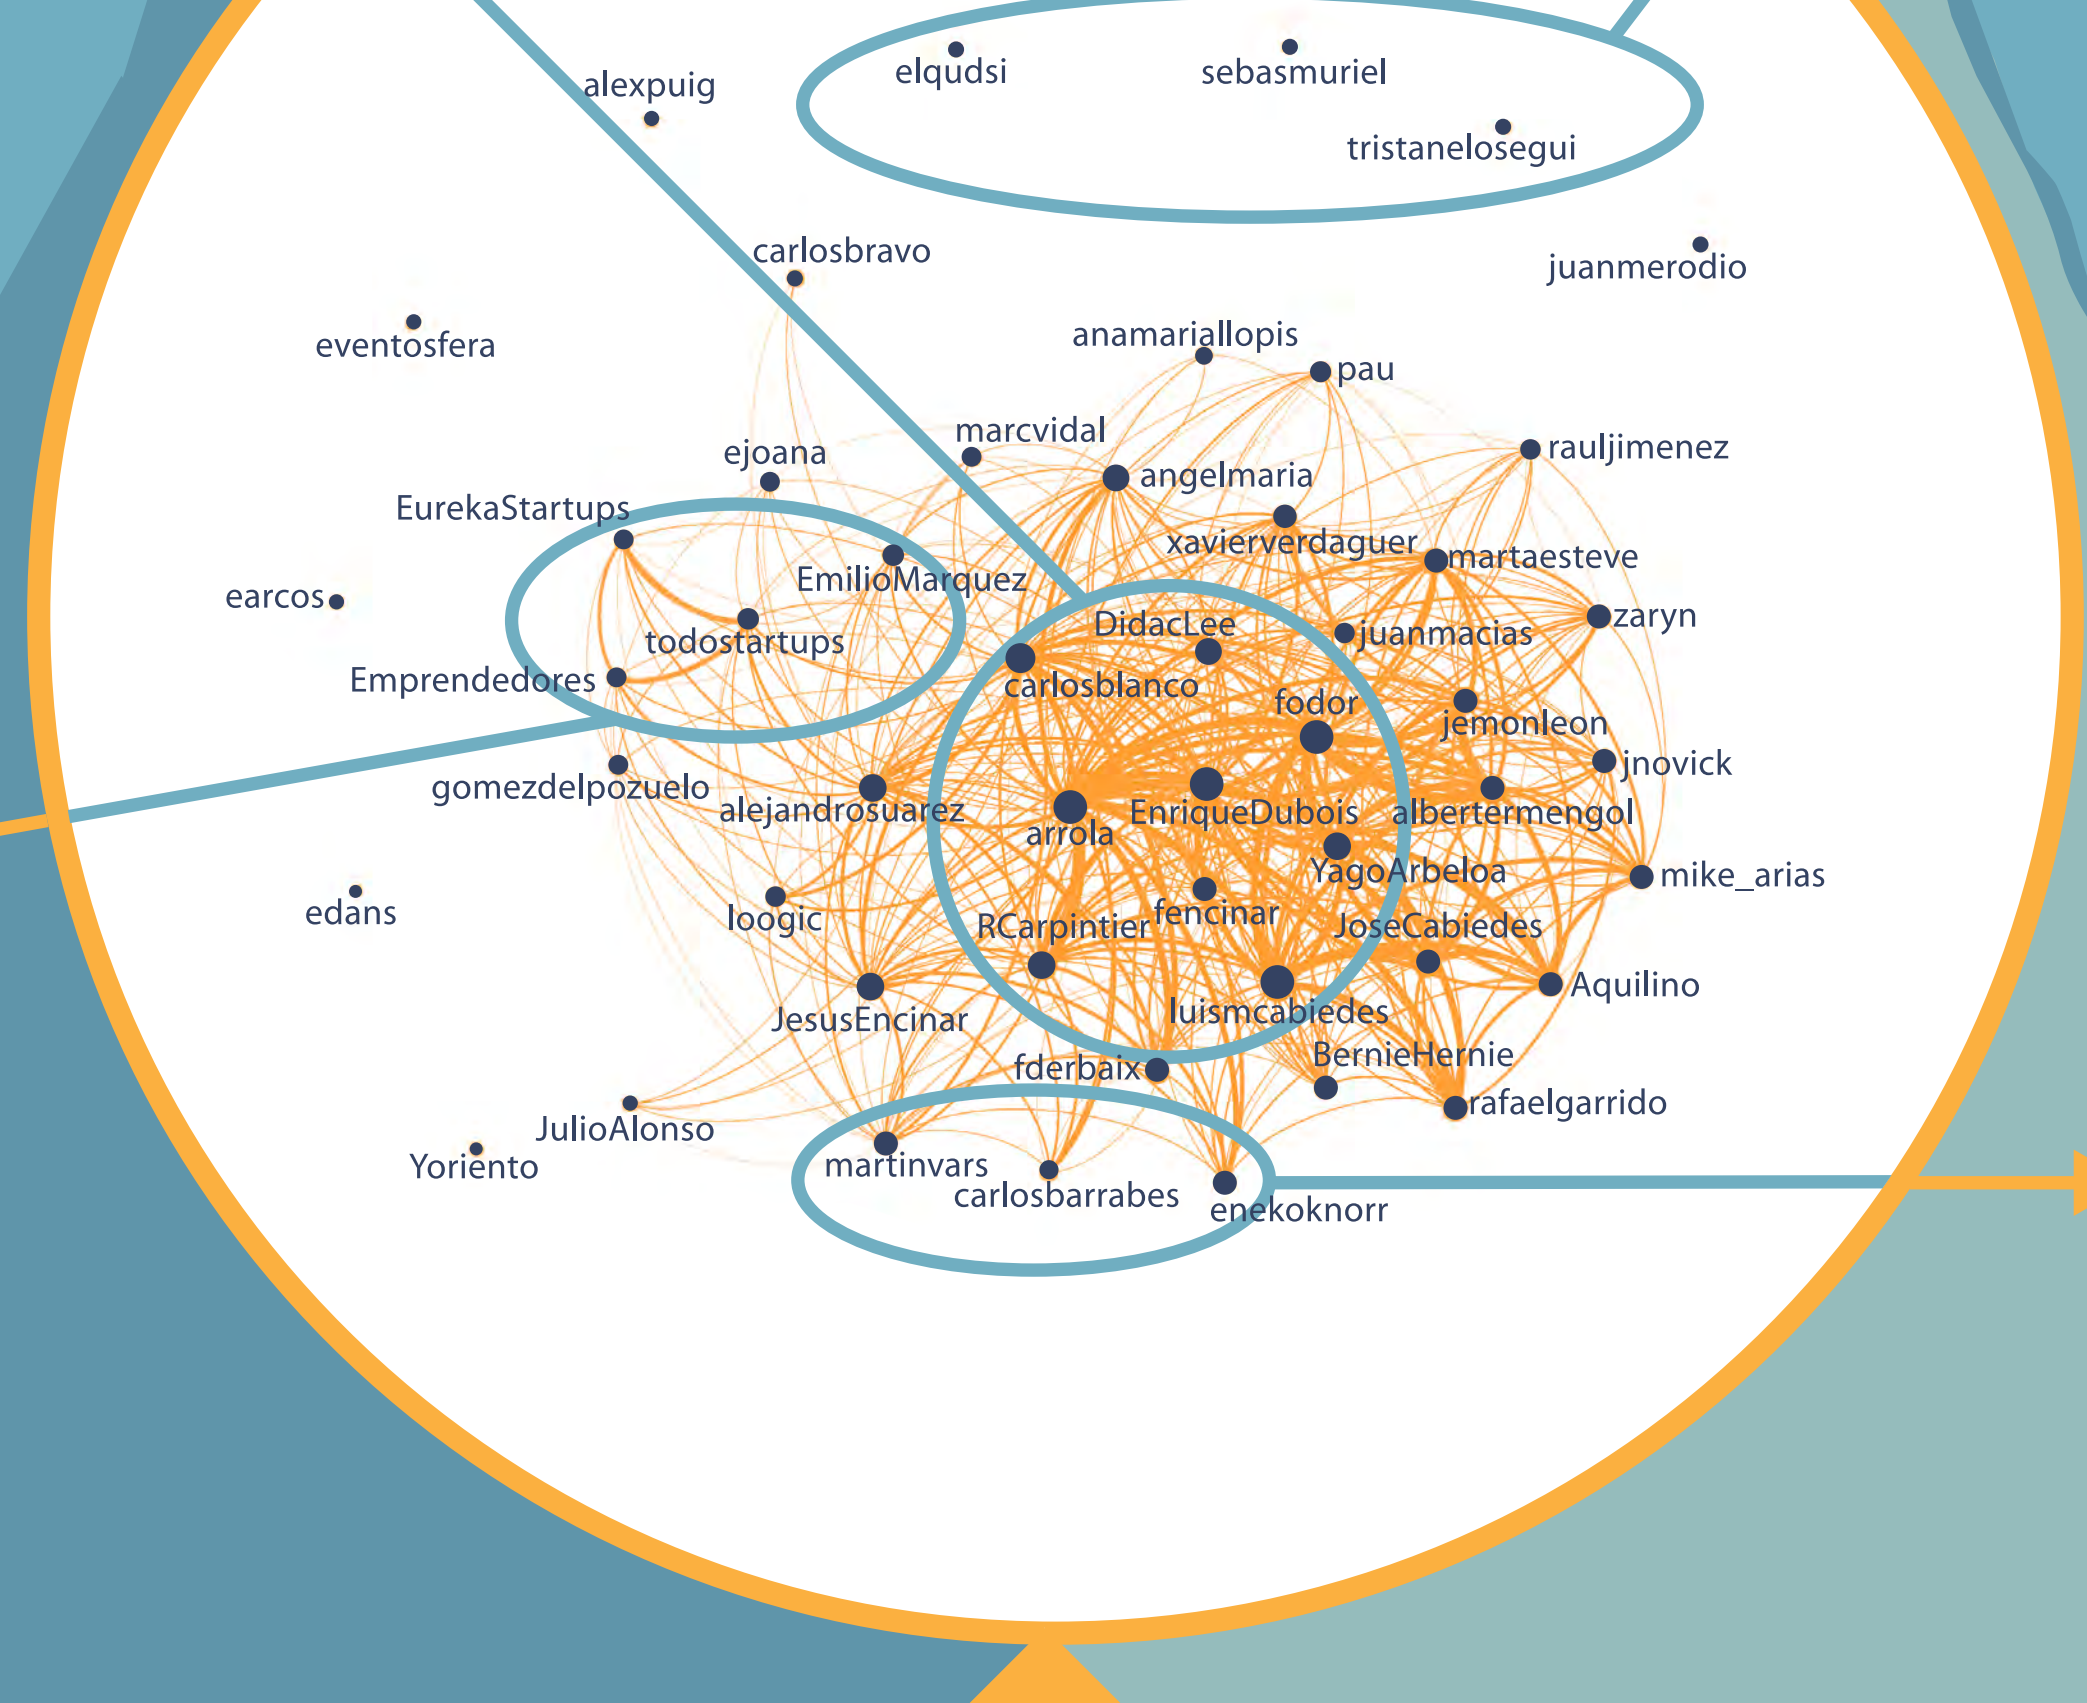 elqudsi
sebasmuriel
alexpuig
tristanelosegui
carlosbravo
juanmerodio
eventosfera
anamariallopis
pau
marcvidal
ejoana
rauljimenez
angelmaria
EurekaStartups
xavierverdaguer
martaesteve
EmilioMarquez
earcos
zaryn
DidacLee
juanmacias
todostartups
Emprendedores
carlosblanco
fodor
jemonleon
jnovick
gomezdelpozuelo
alejandrosuarez
EnriqueDubois
albertermengol
arrola
YagoArbeloa
mike_arias
edans
loogic
fencinar
RCarpintier
JoseCabiedes
Aquilino
luismcabiedes
JesusEncinar
BernieHernie
fderbaix
rafaelgarrido
JulioAlonso
Yoriento
martinvars
carlosbarrabes
enekoknorr